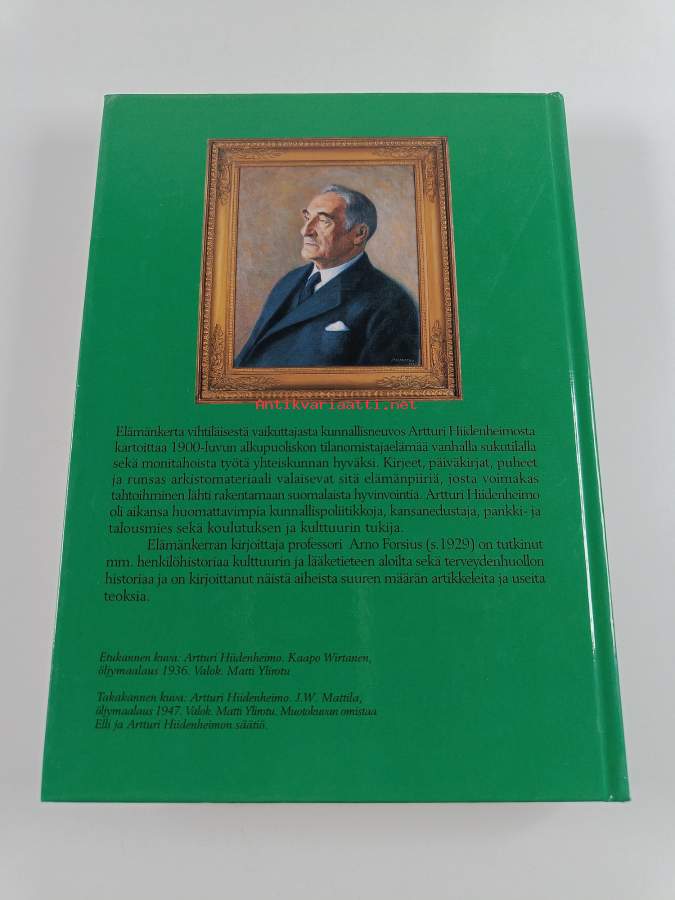 Antikvariaatti.net
Elämänkerta vihtiläisestä vaikuttajasta kunnallisneuvos Artturi Hiidenheimosta
kartoittaa 1900-luvun alkupuoliskon tilanomistajaelämää vanhalla sukutilalla
sekä monitahoista työtä yhteiskunnan hyväksi. Kirjeet, päiväkirjat, puheet
ja runsas arkistomateriaali valaisevat sitä elämänpiiriä, josta voimakas
tahtoihminen lähti rakentamaan suomalaista hyvinvointia. Artturi Hiidenheimo
oli aikansa huomattavimpia kunnallispoliitikkoja, kansanedustaja, pankki- ja
talousmies sekä koulutuksen ja kulttuurin tukija.
Elämänkerran kirjoittaja professori Arno Forsius (s.1929) on tutkinut
mm. henkilöhistoriaa kulttuurin ja lääketieteen aloilta sekä terveydenhuollon
historiaa ja on kirjoittanut näistä aiheista suuren määrän artikkeleita ja useita
teoksia.
Etukannen kuva: Artturi Hiidenheimo. Kaapo Wirtanen,
öljymaalaus 1936. Valok. Matti Ylirotu
Takakannen kuva: Artturi Hiidenheimo. J.W. Mattila,
öljymaalaus 1947. Valok. Matti Ylirotu. Muotokuvan omistaa
Elli ja Artturi Hiidenheimon säätiö.